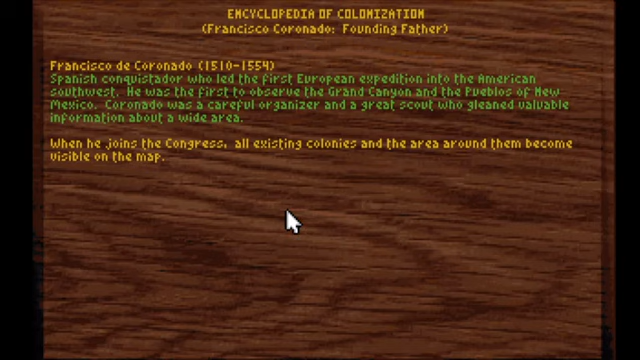 ENCYCLOPEDIA OF COLONIZATION
(Francisco Coronado: Founding Father)
Francisco de Coronado (1510-1554)
Spanish conquistador who led the first European expedition into the American
southwest. He was the first to observe the Grand Canyon and the Pueblos of New
Mexico. Coronado was a careful organizer and a great scout who gleaned valuable
information about a wide area.
When he joins the Congress, all existing colonies and the area around them become
visible on the map.